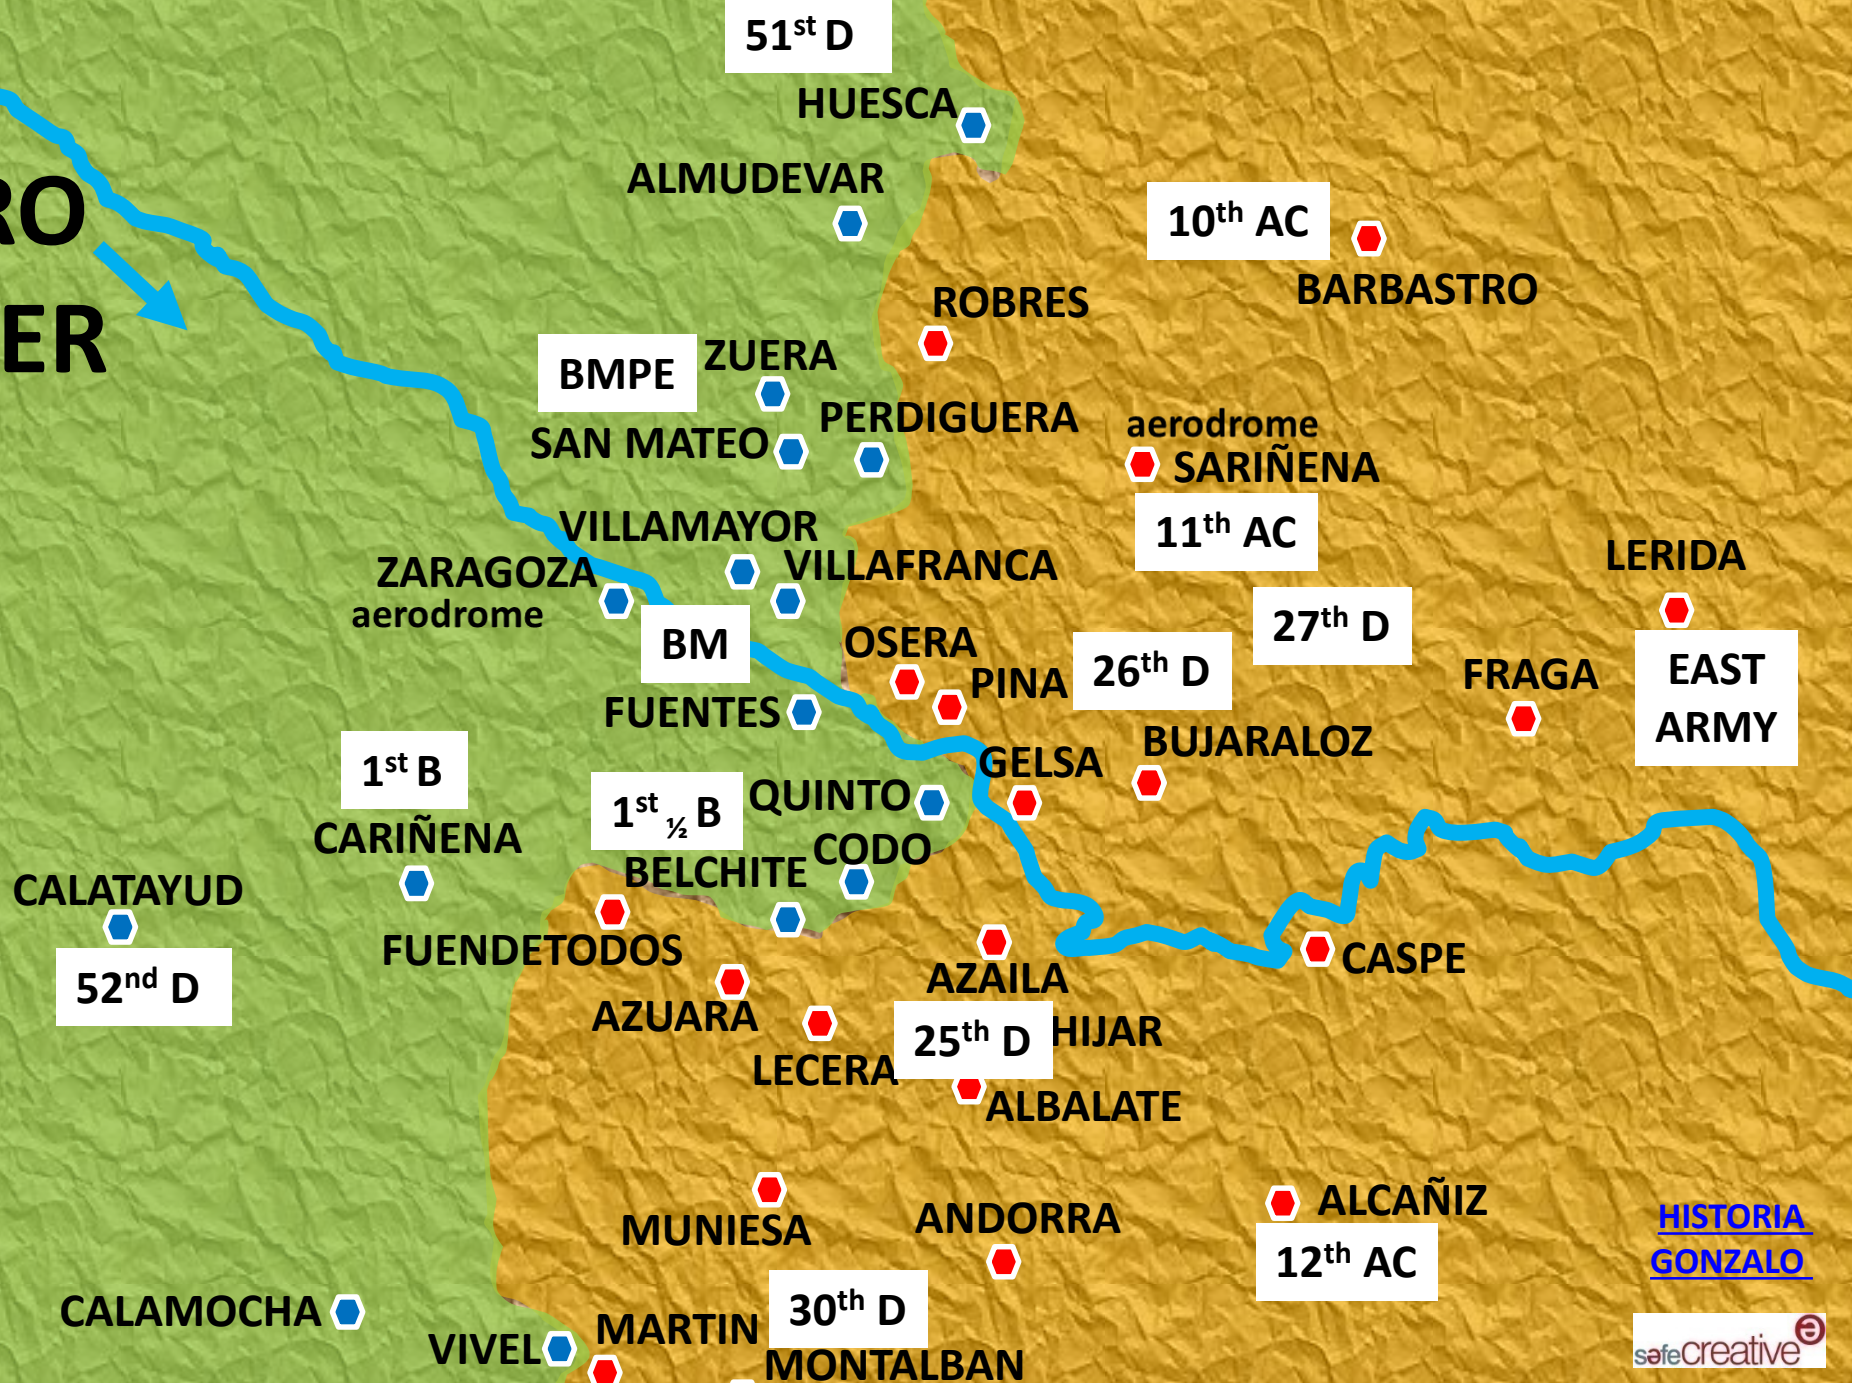 51st D
HUESCA
ALMUDEVAR
RO
10th AC
BARBASTRO
ROBRES
ER
BMPE
ZUERA
PERDIGUERA
SAN MATEO
aerodrome
SARIÑENA
11th AC
VILLAMAYOR
VILLAFRANCA
ZARAGOZA
aerodrome
LERIDA
27th D
BM
OSERA
26th D
PINA
FRAGA
EAST
ARMY
FUENTES
BUJARALOZ
GELSA
1st B
QUINTO
1st ½ B
CARIÑENA
CODO
BELCHITE
CALATAYUD
FUENDETODOS
52nd D
CASPE
AZAILA
AZUARA
25th D
HIJAR
LECERA
ALBALATE
MUNIESA
ANDORRA
ALCAÑIZ
12th AC
HISTORIA
GONZALO
CALAMOCHA
30th D
VIVEL
MARTIN
MONTALBAN
safecreative